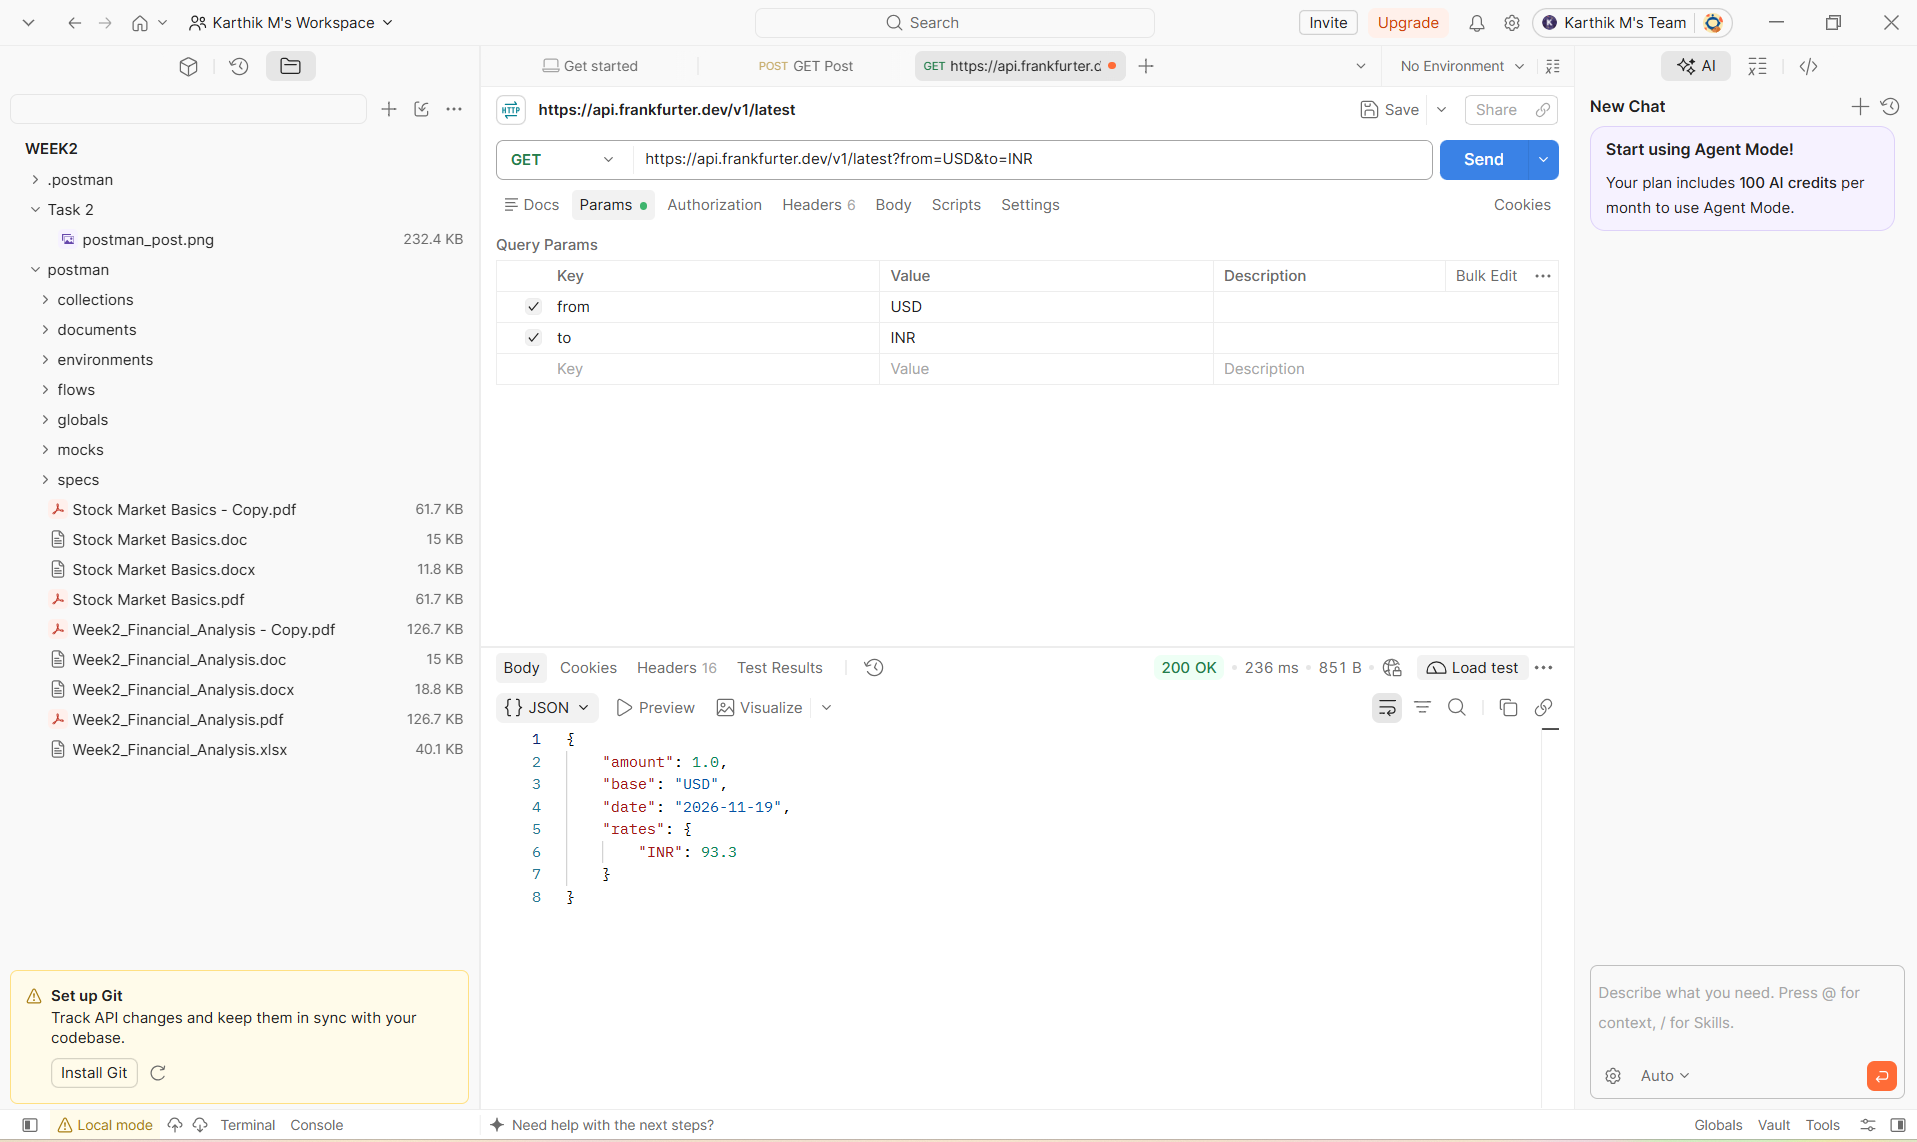 Karthik M's Workspace
Search
Invite
Upgrade
K
Karthik M's Team
Get started
POST GET Post
GET https://api.frankfurter.d
No Environment
AI
HTTP
https://api.frankfurter.dev/v1/latest
Save
Share
New Chat
WEEK2
GET
https://api.frankfurter.dev/v1/latest?from=USD&to=INR
Send
Start using Agent Mode!
Your plan includes 100 AI credits per
month to use Agent Mode.
.postman
Task 2
postman_post.png 232.4 KB
postman
collections
documents
environments
flows
globals
mocks
specs
Stock Market Basics - Copy.pdf 61.7 KB
Stock Market Basics.doc 15 KB
Stock Market Basics.docx 11.8 KB
Stock Market Basics.pdf 61.7 KB
Week2_Financial_Analysis - Copy.pdf 126.7 KB
Week2_Financial_Analysis.doc 15 KB
Week2_Financial_Analysis.docx 18.8 KB
Week2_Financial_Analysis.pdf 126.7 KB
Week2_Financial_Analysis.xlsx 40.1 KB
Docs Params Authorization Headers 6 Body Scripts Settings Cookies
Query Params
Key Value Description Bulk Edit
from USD
to INR
Key Value Description
Body Cookies Headers 16 Test Results 200 OK • 236 ms • 851 B • Load test
{} JSON Preview Visualize
1 {
2 "amount": 1.0,
3 "base": "USD",
4 "date": "2026-11-19",
5 "rates": {
6 "INR": 93.3
7 }
8 }
Set up Git
Track API changes and keep them in sync with your
codebase.
Install Git
Describe what you need. Press @ for
context, / for Skills.
Auto
Local mode Terminal Console Need help with the next steps? Globals Vault Tools